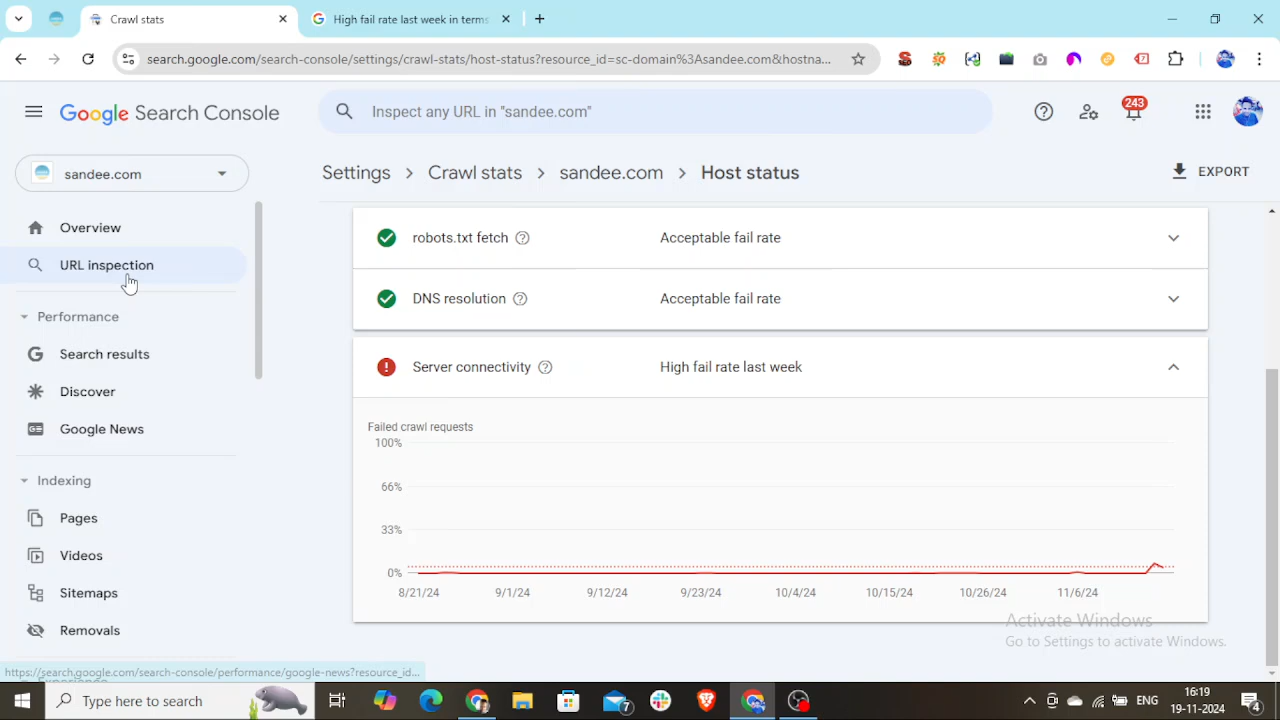 Crawl stats
High fail rate last week in terms
search.google.com/search-console/settings/crawl-stats/host-status?resource_id=sc-domain%3Asandee.com&hostna...
Google Search Console
Inspect any URL in "sandee.com"
243
sandee.com
Settings > Crawl stats > sandee.com > Host status
EXPORT
Overview
URL inspection
Performance
Search results
Discover
Google News
Indexing
Pages
Videos
Sitemaps
Removals
robots.txt fetch
Acceptable fail rate
DNS resolution
Acceptable fail rate
Server connectivity
High fail rate last week
Failed crawl requests
100%
66%
33%
0%
8/21/24 9/1/24 9/12/24 9/23/24 10/4/24 10/15/24 10/26/24 11/6/24
Activate Windows
Go to Settings to activate Windows.
https://search.google.com/search-console/performance/google-news?resource_id...
Type here to search
7
ENG
16:19
19-11-2024
4